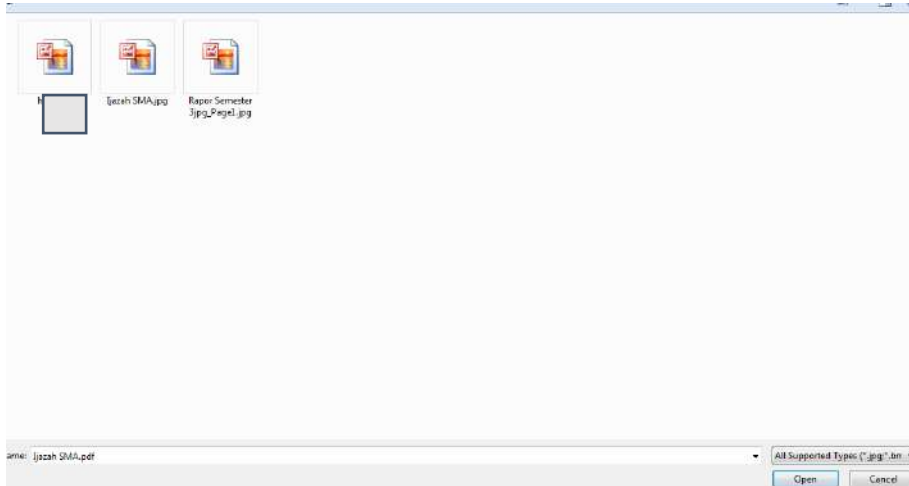 Ijazah SMA.jpg
Rapor Semester
3jpg_Page1.jpg
ame: Ijazah SMA.pdf
All Supported Types (*.jpg;*.bm
Open
Cancel